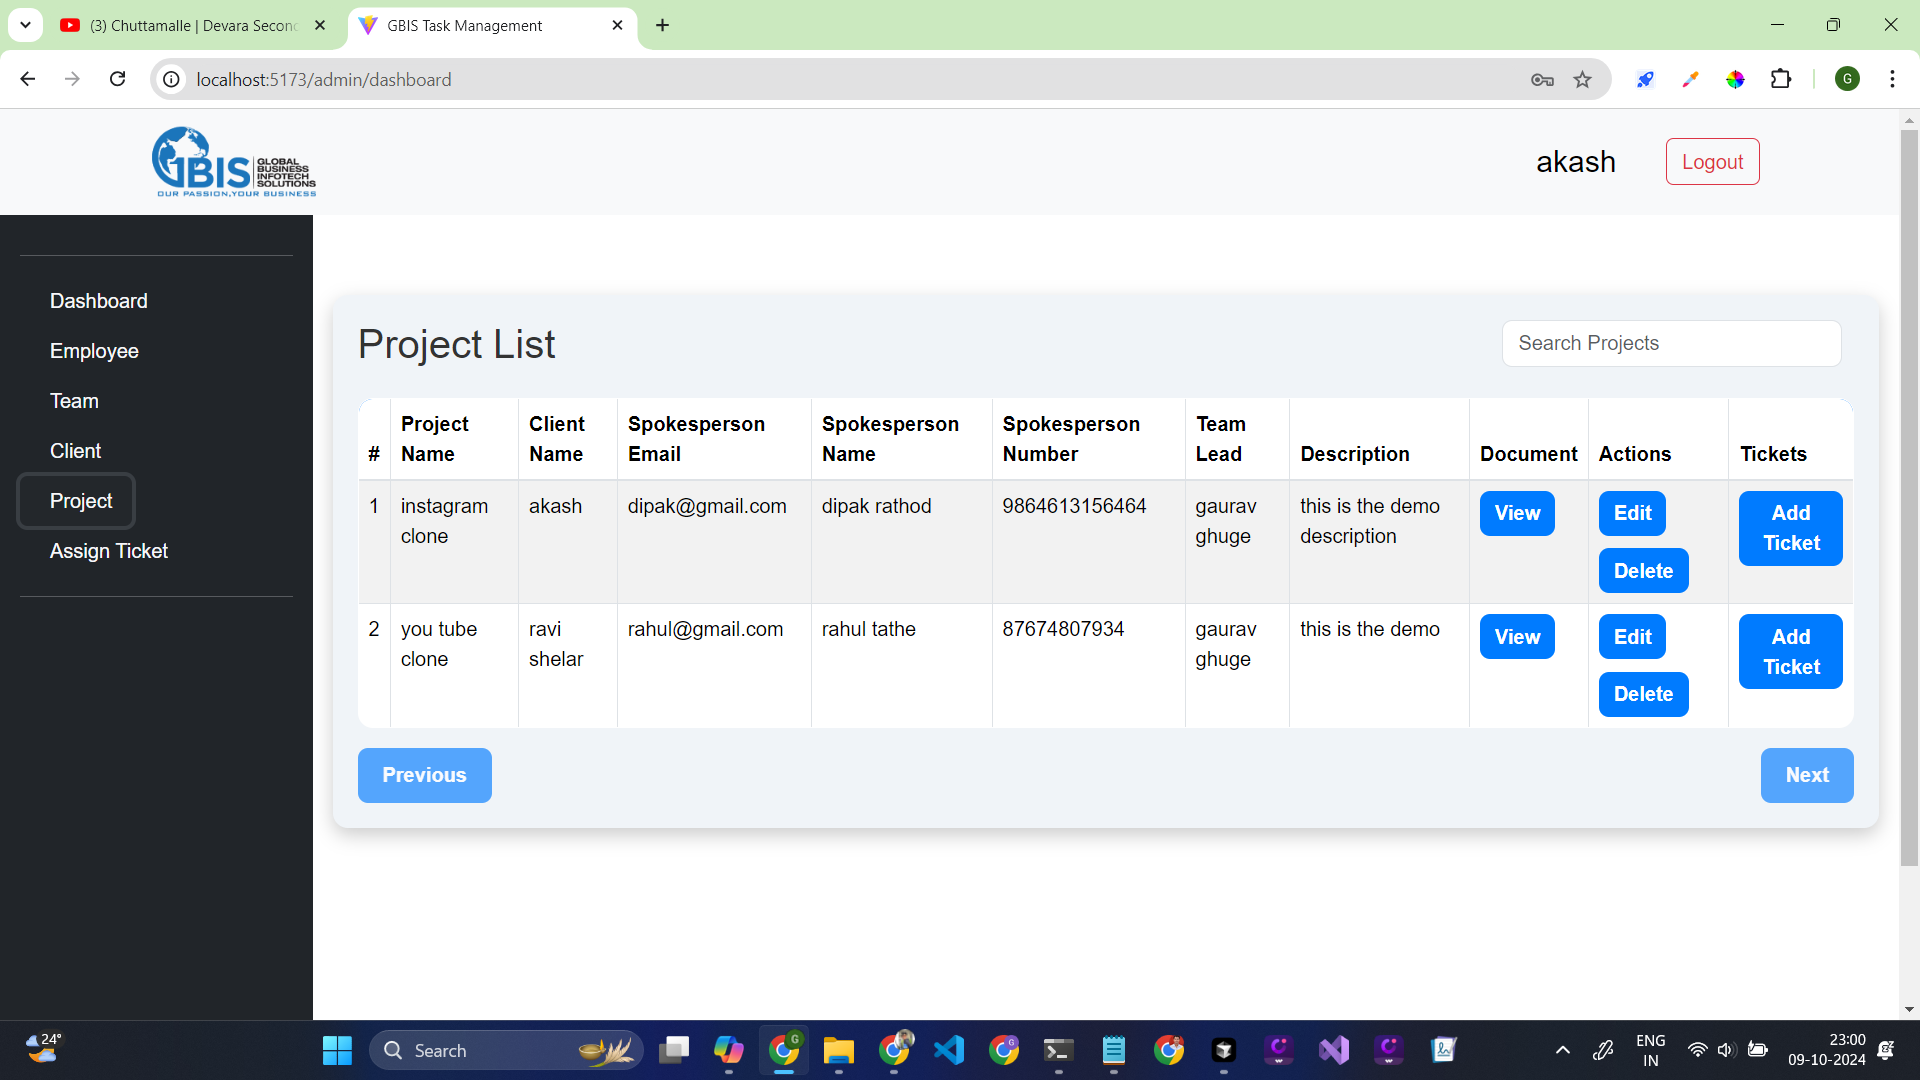 (3) Chuttamalle | Devara Secon
GBIS Task Management
localhost:5173/admin/dashboard
G
GBIS
GLOBAL
BUSINESS
INFOTECH
SOLUTIONS
OUR PASSION,YOUR BUSINESS
akash
Logout
Dashboard
Employee
Team
Client
Project
Assign Ticket
Project List
Search Projects
# Project Name Client Name Spokesperson Email Spokesperson Name Spokesperson Number Team Lead Description Document Actions Tickets
1 instagram clone akash dipak@gmail.com dipak rathod 9864613156464 gaurav ghuge this is the demo description View Edit Delete Add Ticket
2 you tube clone ravi shelar rahul@gmail.com rahul tathe 87674807934 gaurav ghuge this is the demo View Edit Delete Add Ticket
Previous
Next
24°
Search
G
G
ENG
IN
23:00
09-10-2024